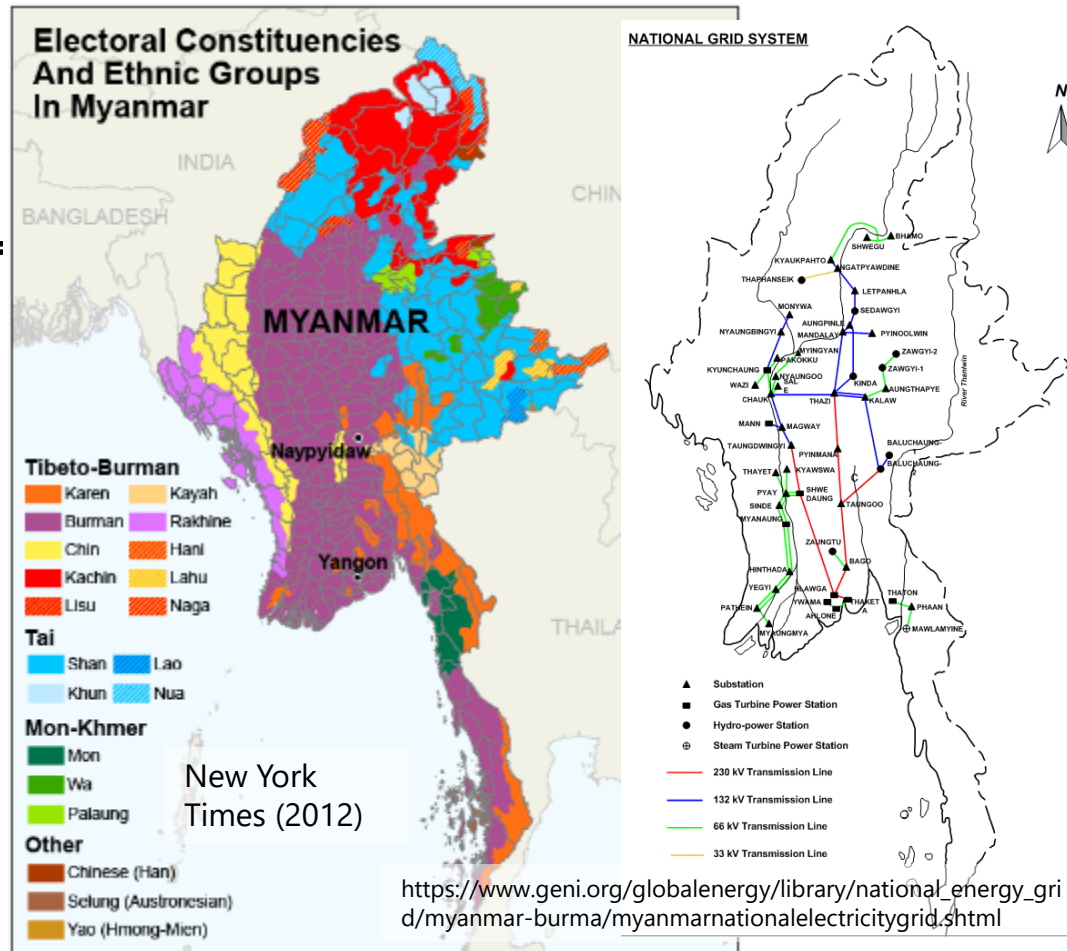 Electoral Constituencies
And Ethnic Groups
In Myanmar
INDIA
BANGLADESH
CHIN
MYANMAR
Naypyidaw
Yangon
THAILA
Tibeto-Burman
Karen
Kayah
Burman
Rakhine
Chin
Hani
Kachin
Lahu
Lisu
Naga
Tai
Shan
Lao
Khun
Nua
Mon-Khmer
Mon
Wa
Palaung
Other
Chinese (Han)
Selung (Austronesian)
Yao (Hmong-Mien)
New York
Times (2012)
NATIONAL GRID SYSTEM
N
SHWEGU
BHAMO
KYAUKPAHTO
NGATPYAWDINE
THAPHANSEIK
LETPANHLA
MONYWA
SEDAWGYI
AUNGPINLE
NYAUNGBINGYI
MANDALAY
PYINOOLWIN
MYINGYAN
PAKOKKU
ZAWGYI-2
KYUNCHAUNG
ZAWGYI-1
NYAUNGOO
WAZI
SAL
E
KINDA
AUNGTHAPYE
CHAUK
THAZI
KALAW
River Thanlwin
MANN
MAGWAY
TAUNGDWINGYI
PYINMANA
BALUCHAUNG-
1
BALUCHAUNG-
2
THAYET
KYAWSWA
C
PYAY
SHWE
DAUNG
SINDE
TAUNGOO
MYANAUNG
ZAUNGTU
BAGO
HINTHADA
YEGYI
HLAWGA
THATON
YWAMA
THAKET
A
PATHEIN
AHLONE
PHAAN
MYAUNGMYA
MAWLAMYINE
Substation
Gas Turbine Power Station
Hydro-power Station
Steam Turbine Power Station
230 kV Transmission Line
132 kV Transmission Line
66 kV Transmission Line
33 kV Transmission Line
https://www.geni.org/globalenergy/library/national_energy_gri
d/myanmar-burma/myanmarnationalelectricitygrid.shtml